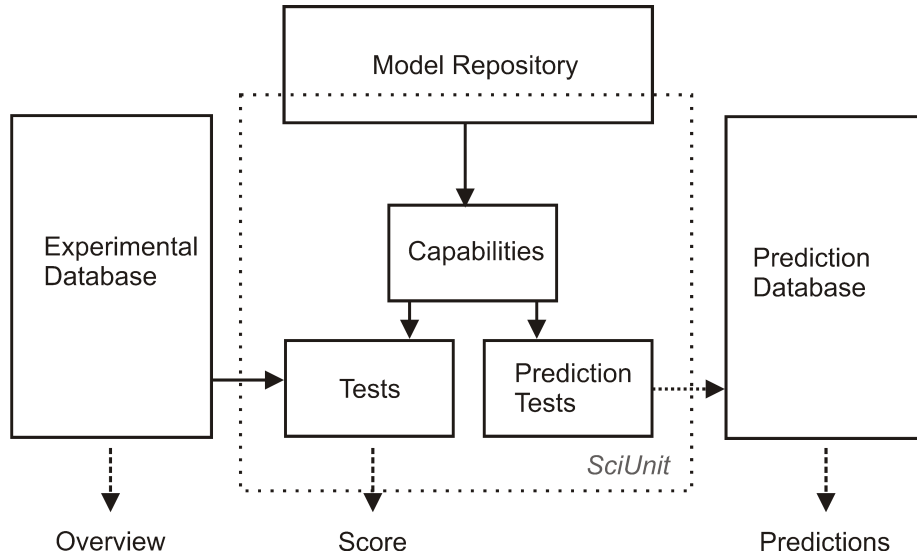 Model Repository
Experimental
Database
Capabilities
Prediction
Database
Tests
Prediction
Tests
SciUnit
Overview
Score
Predictions